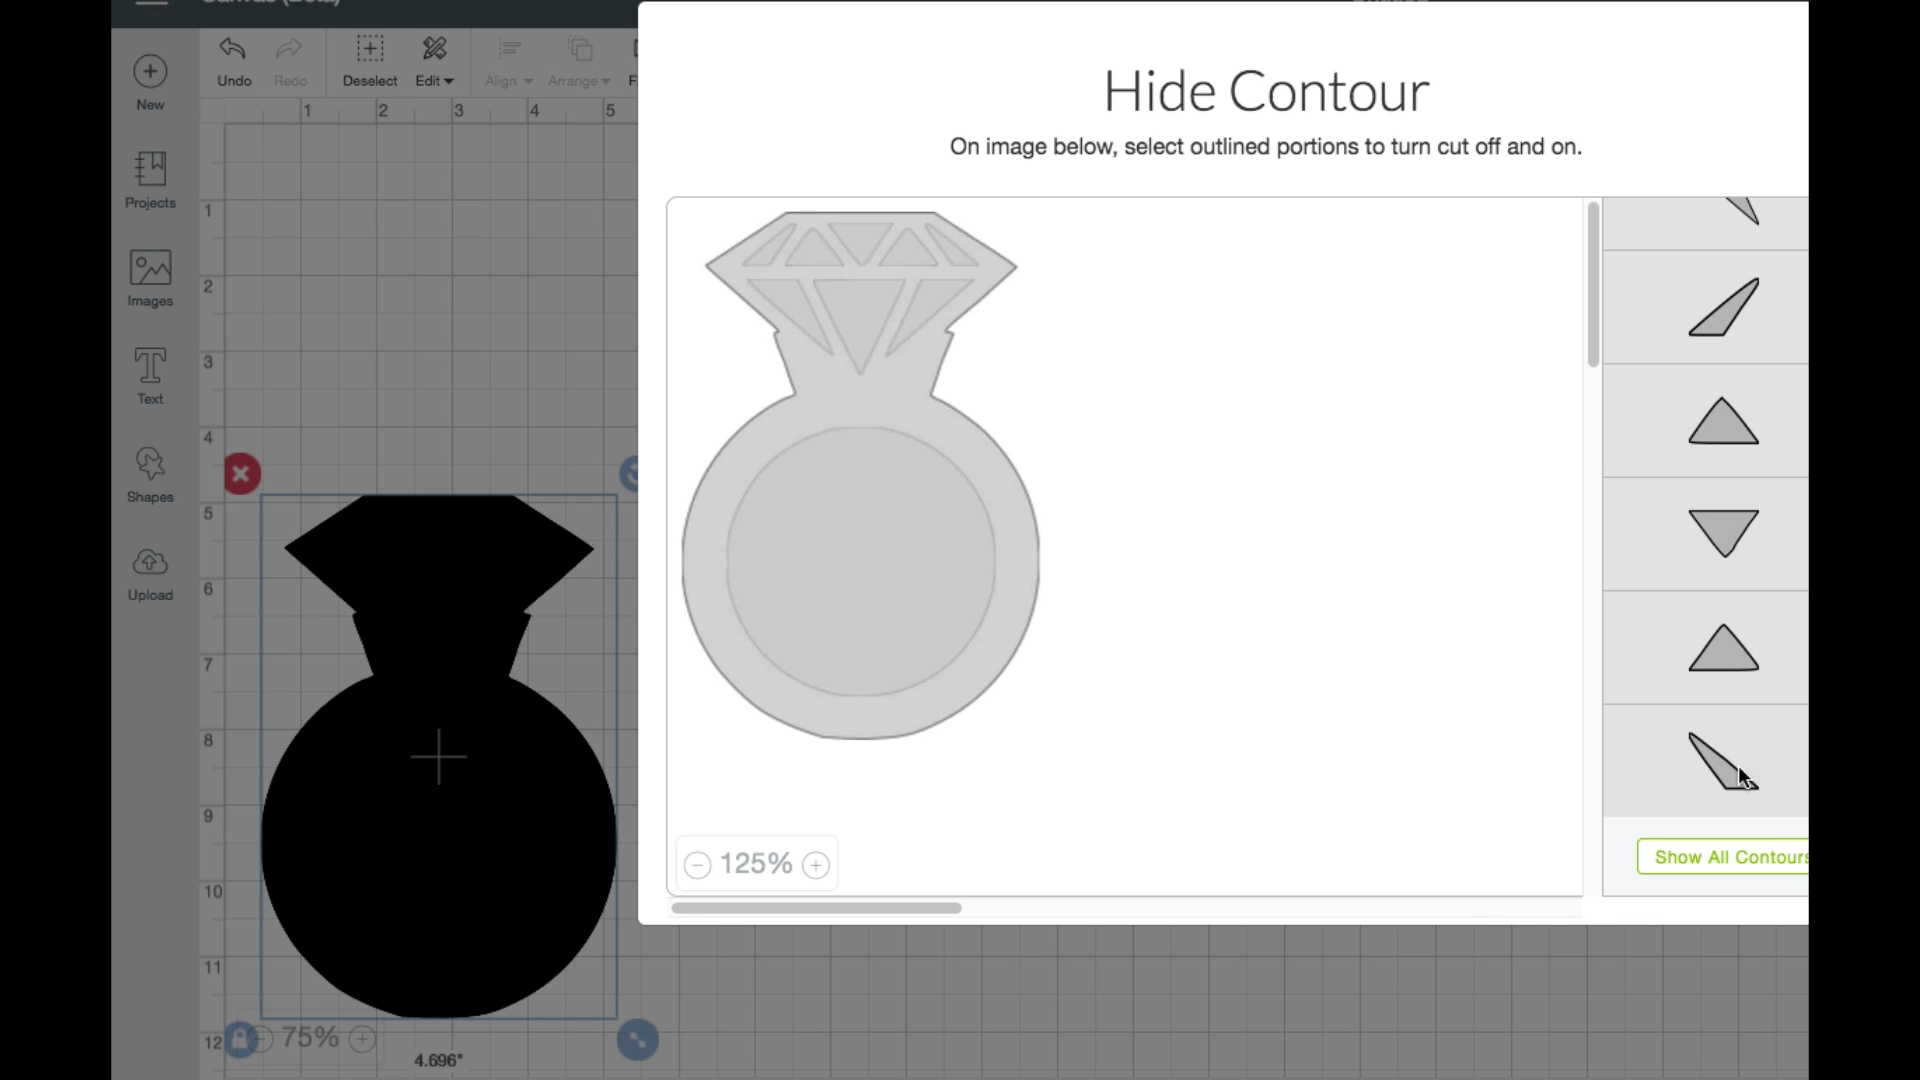 Canvas (Beta)
Undo
Redo
Deselect
Edit
Align
Arrange
New
Projects
Images
Text
Shapes
Upload
1 2 3 4 5
1
2
3
4
5
6
7
8
9
10
11
12
75%
4.696"
Hide Contour
On image below, select outlined portions to turn cut off and on.
125%
Show All Contours